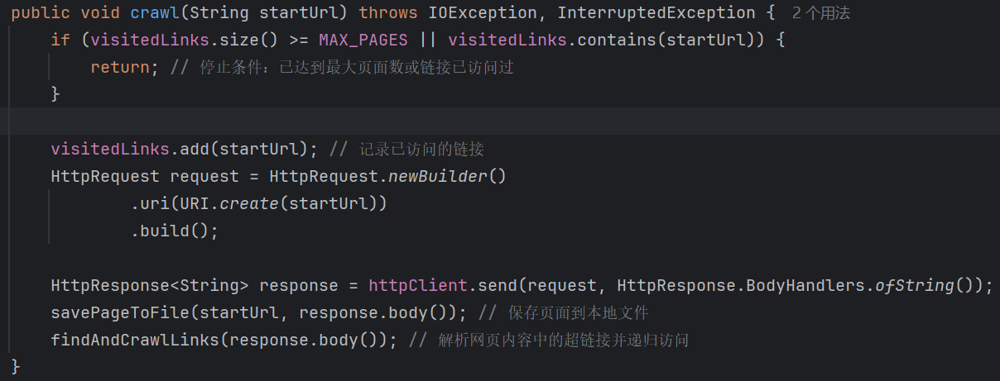 public void crawl(String startUrl) throws IOException, InterruptedException { 2个用法
if (visitedLinks.size() >= MAX_PAGES || visitedLinks.contains(startUrl)) {
return; // 停止条件：已达到最大页面数或链接已访问过
}
visitedLinks.add(startUrl); // 记录已访问的链接
HttpRequest request = HttpRequest.newBuilder()
.uri(URI.create(startUrl))
.build();
HttpResponse<String> response = httpClient.send(request, HttpResponse.BodyHandlers.ofString());
savePageToFile(startUrl, response.body()); // 保存页面到本地文件
findAndCrawlLinks(response.body()); // 解析网页内容中的超链接并递归访问
}